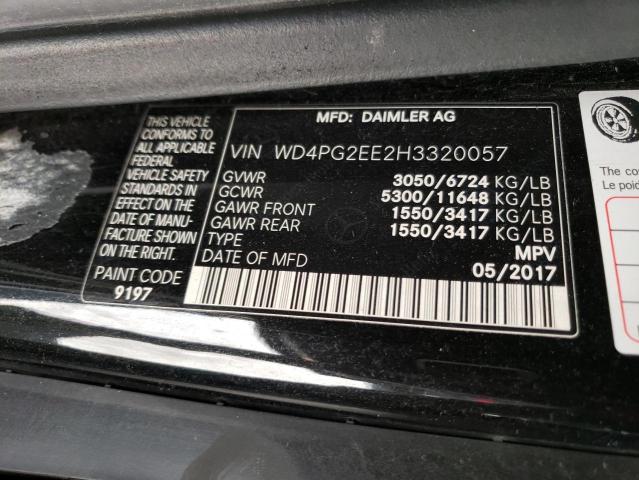 MFD: DAIMLER AG
THIS VEHICLE
CONFORMS TO
ALL APPLICABLE
FEDERAL MOTOR
VEHICLE SAFETY
STANDARDS IN
EFFECT ON THE
DATE OF MANU-
FACTURE SHOWN
ON THE RIGHT.
PAINT CODE
9197
VIN WD4PG2EE2H3320057
GVWR 3050/6724 KG/LB
GCWR 5300/11648 KG/LB
GAWR FRONT 1550/3417 KG/LB
GAWR REAR 1550/3417 KG/LB
TYPE MPV
DATE OF MFD 05/2017
The co
Le poid